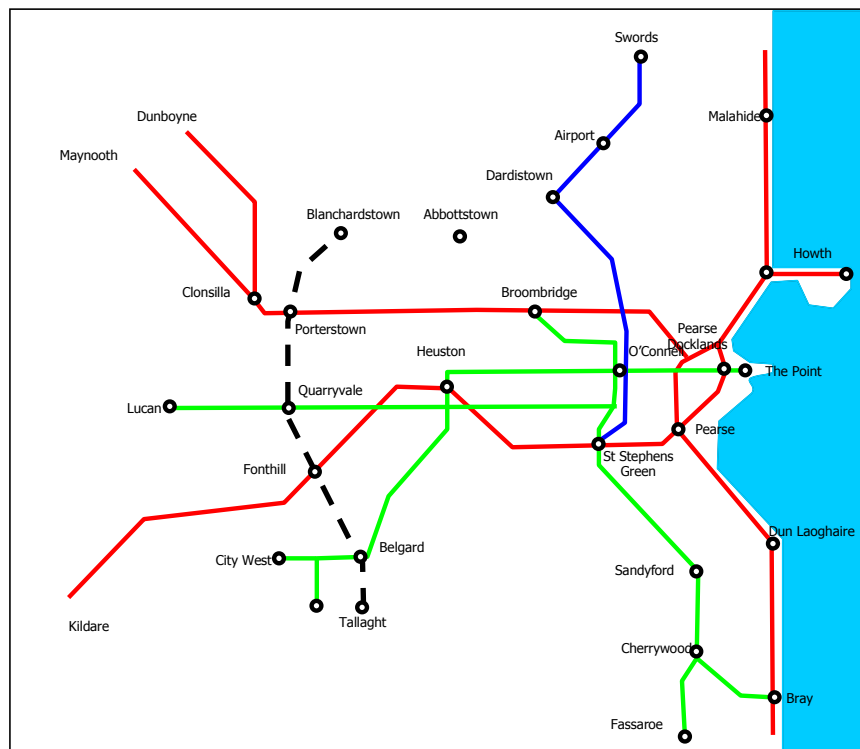 Swords
Dunboyne
Malahide
Airport
Maynooth
Dardistown
Blanchardstown
Abbottstown
Howth
Clonsilla
Broombridge
Porterstown
Pearse
Docklands
Heuston
O'Connell
The Point
Quarryvale
Lucan
Pearse
St Stephens
Green
Fonthill
Dun Laoghaire
Belgard
City West
Sandyford
Tallaght
Kildare
Cherrywood
Bray
Fassaroe